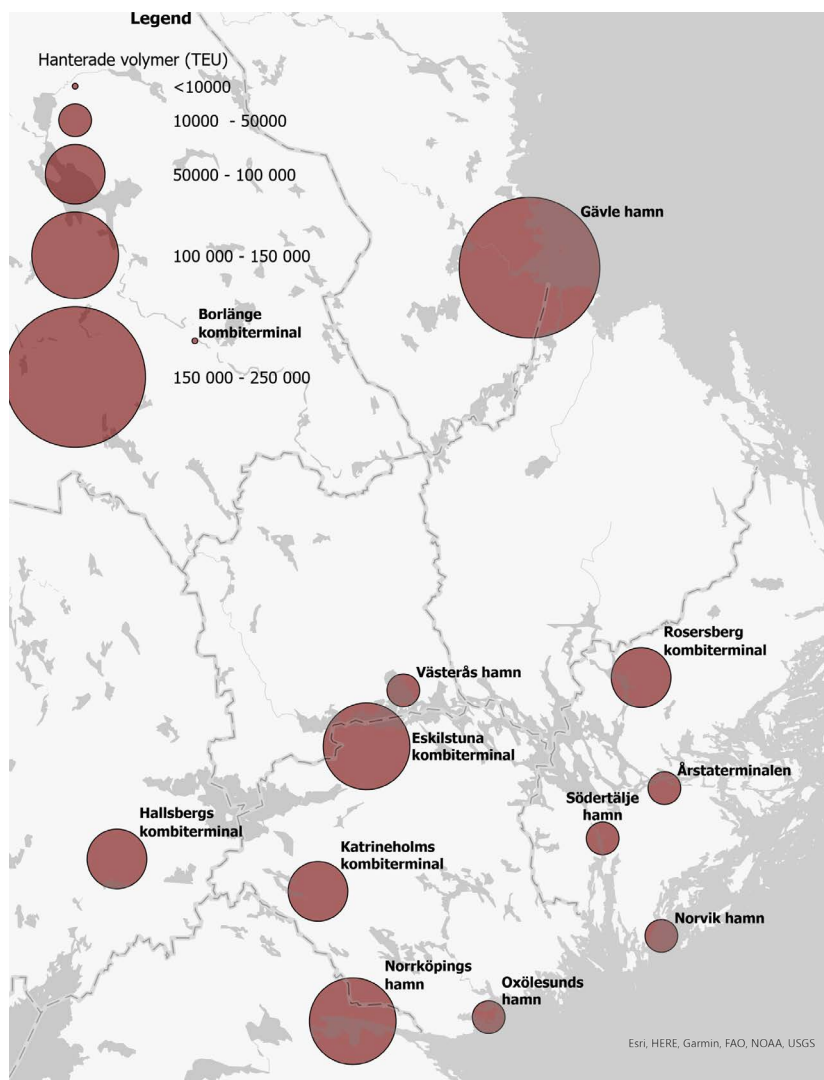 Legend
Hanterade volymer (TEU)
<10000
10000 - 50000
50000 - 100 000
100 000 - 150 000
150 000 - 250 000
Gävle hamn
Borlänge
kombiterminal
Rosersberg
kombiterminal
Västerås hamn
Eskilstuna
kombiterminal
Årstaterminalen
Södertälje
hamn
Hallsbergs
kombiterminal
Katrineholms
kombiterminal
Norvik hamn
Norrköpings
hamn
Oxölesunds
hamn
Esri, HERE, Garmin, FAO, NOAA, USGS